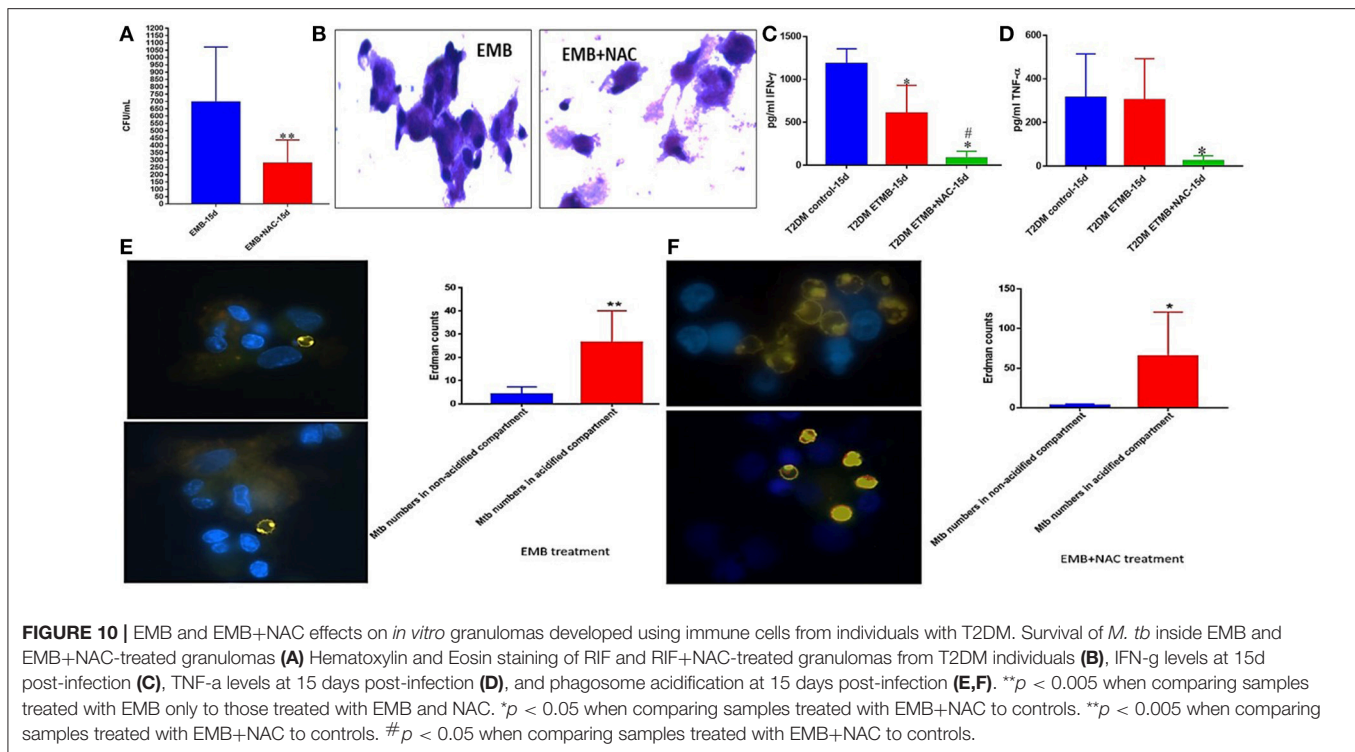 A
1200
1150
1100
1050
1000
950
900
850
800
750
700
650
600
550
500
450
400
350
300
250
200
150
100
50
0
CFU/mL
**
EMB-15d
EMB+NAC-15d
B
EMB
EMB+NAC
C
pg/ml IFN-γ
1500
1000
500
0
*
#
*
T2DM control-15d
T2DM ETMB-15d
T2DM ETMB+NAC-15d
D
pg/ml TNF-α
600
400
200
0
*
T2DM control-15d
T2DM ETMB-15d
T2DM ETMB+NAC-15d
E
Erdman counts
50
40
30
20
10
0
**
Mtb numbers in non-acidified compartment
Mtb numbers in acidified compartment
EMB treatment
F
Erdman counts
150
100
50
0
*
Mtb numbers in non-acidified compartment
Mtb numbers in acidified compartment
EMB+NAC treatment
FIGURE 10 | EMB and EMB+NAC effects on in vitro granulomas developed using immune cells from individuals with T2DM. Survival of M. tb inside EMB and
EMB+NAC-treated granulomas (A) Hematoxylin and Eosin staining of RIF and RIF+NAC-treated granulomas from T2DM individuals (B), IFN-g levels at 15d
post-infection (C), TNF-a levels at 15 days post-infection (D), and phagosome acidification at 15 days post-infection (E,F). **p < 0.005 when comparing samples
treated with EMB only to those treated with EMB and NAC. *p < 0.05 when comparing samples treated with EMB+NAC to controls. **p < 0.005 when comparing
samples treated with EMB+NAC to controls. #p < 0.05 when comparing samples treated with EMB+NAC to controls.